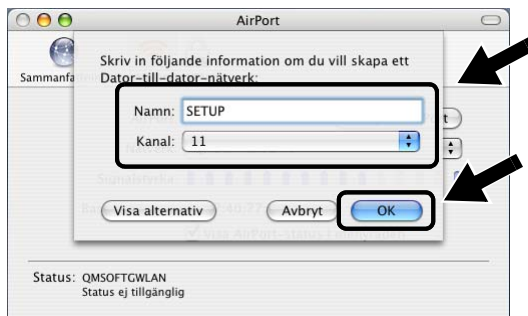 AirPort
Sammanfa
Skriv in följande information om du vill skapa ett
Dator-till-dator-nätverk:
Namn: SETUP
Kanal: 11
Visa alternativ
Avbryt
OK
Status: QMSOFTGWLAN
Status ej tillgänglig